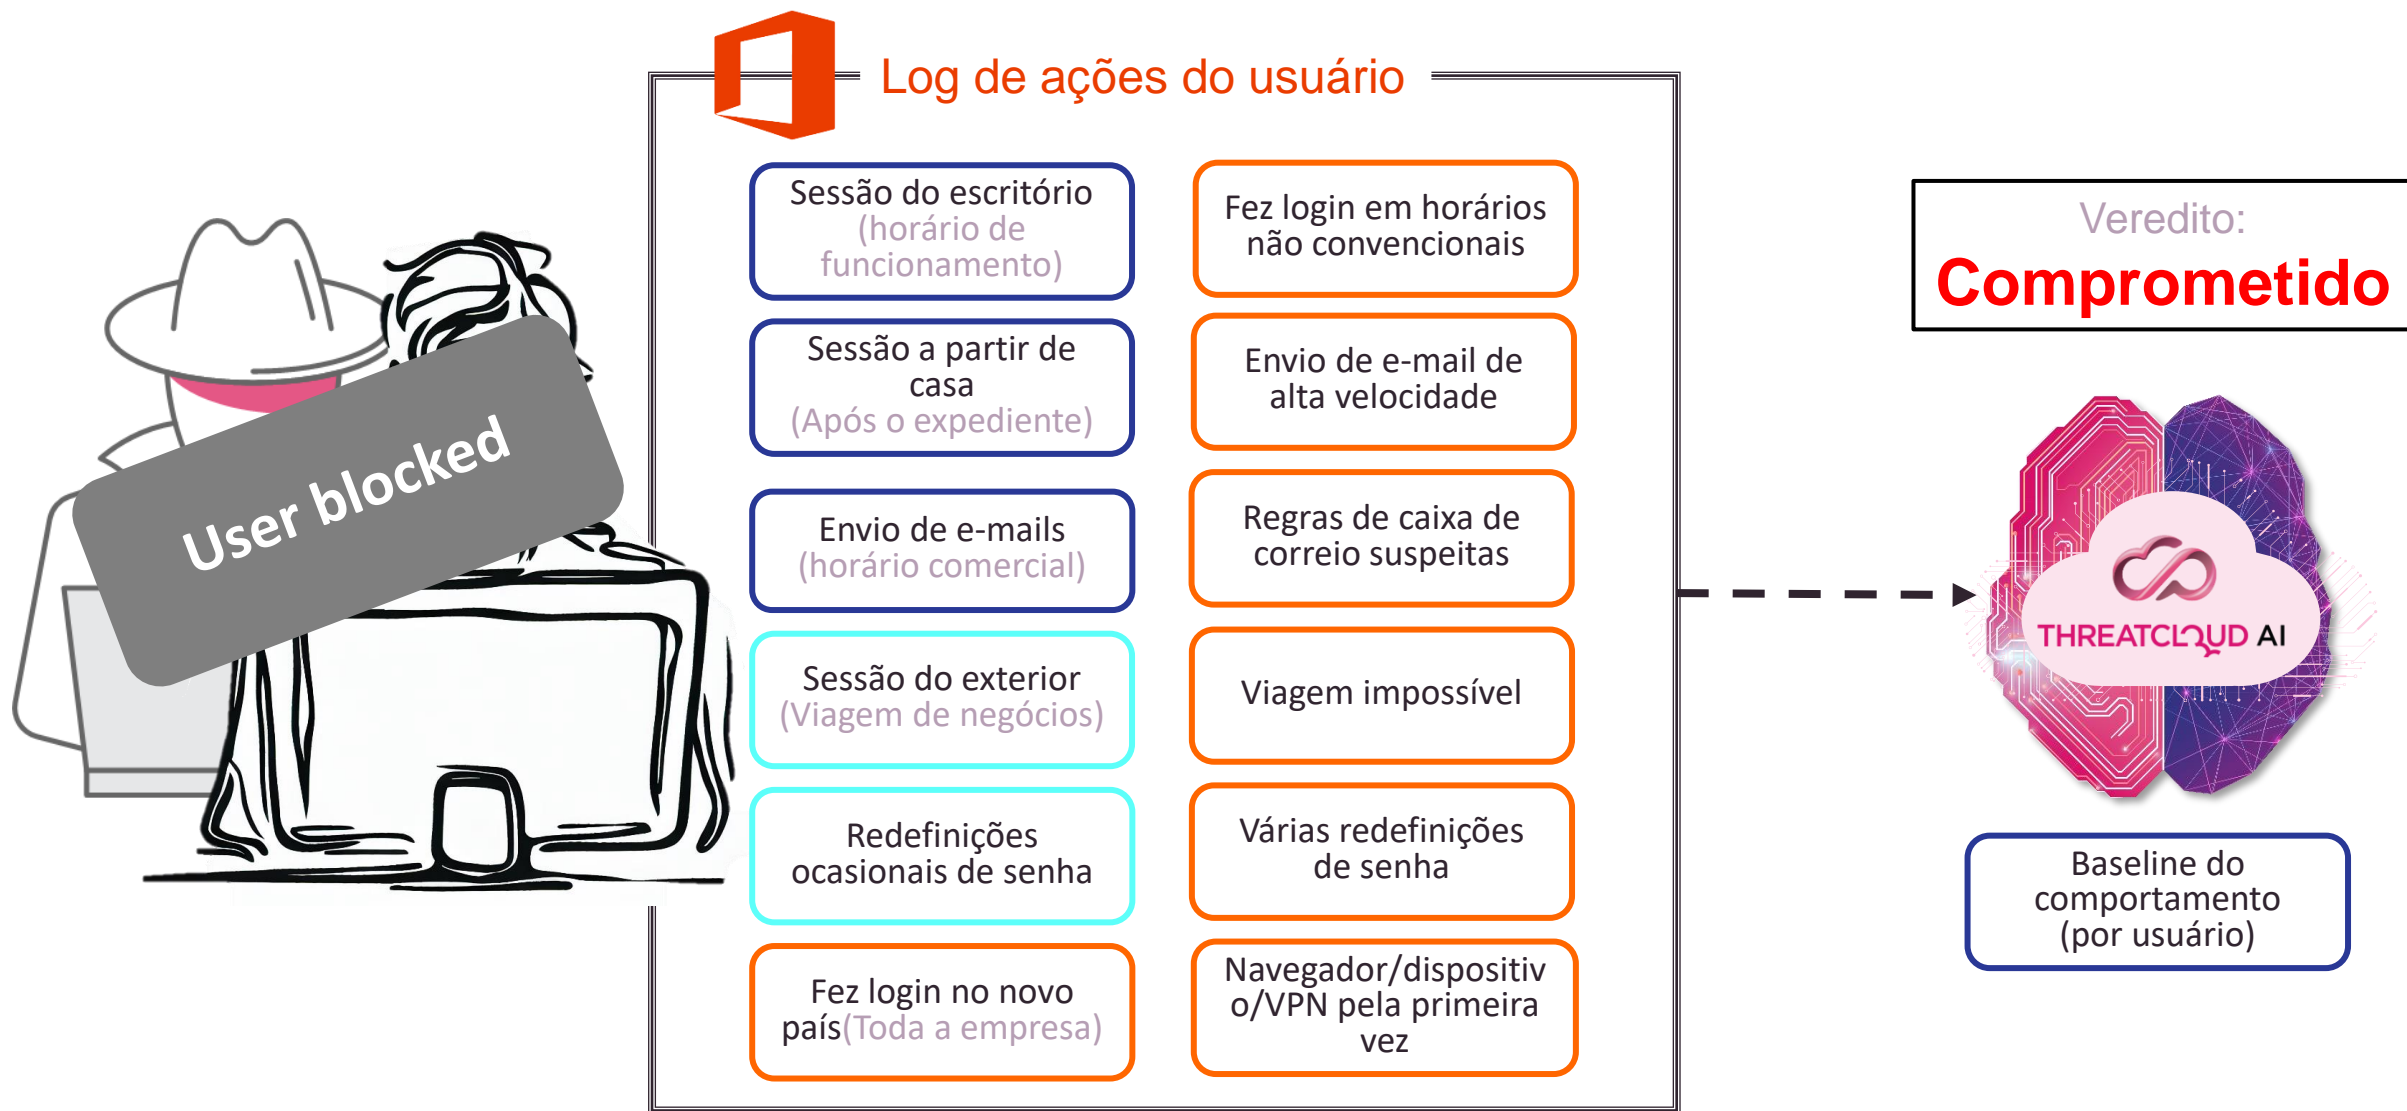 Log de ações do usuário
Sessão do escritório
(horário de
funcionamento)
Sessão a partir de
casa
(Após o expediente)
Envio de e-mails
(horário comercial)
Sessão do exterior
(Viagem de negócios)
Redefinições
ocasionais de senha
Fez login no novo
país(Toda a empresa)
Fez login em horários
não convencionais
Envio de e-mail de
alta velocidade
Regras de caixa de
correio suspeitas
Viagem impossível
Várias redefinições
de senha
Navegador/dispositiv
o/VPN pela primeira
vez
User blocked
Veredito:
Comprometido
THREATCLOUD AI
Baseline do
comportamento
(por usuário)